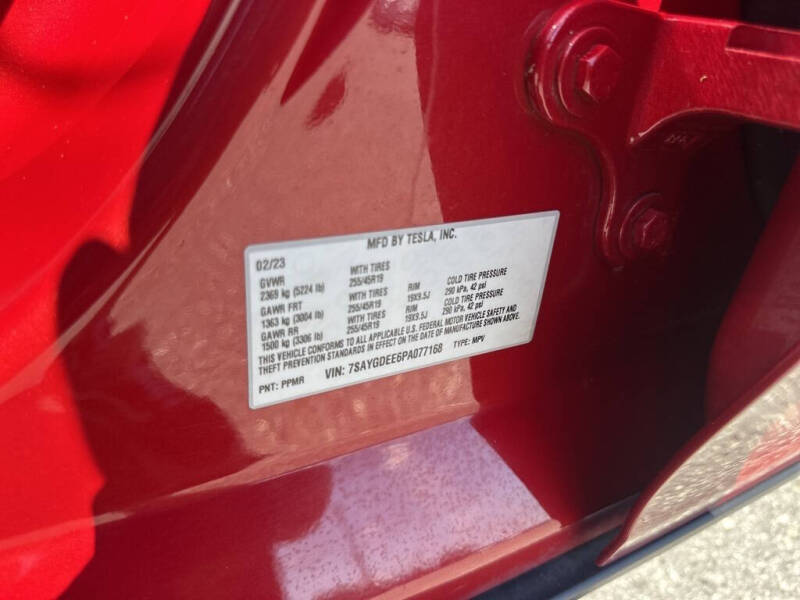 MFD BY TESLA, INC.
02/23
GVWR WITH TIRES
2369 kg (5224 lb) 255/45R19 RIM COLD TIRE PRESSURE
GAWR FRT WITH TIRES 19X9.5J 290 kPa, 42 psi
1363 kg (3004 lb) 255/45R19 RIM COLD TIRE PRESSURE
GAWR RR WITH TIRES 19X9.5J 290 kPa, 42 psi
1500 kg (3306 lb) 255/45R19
THIS VEHICLE CONFORMS TO ALL APPLICABLE U.S. FEDERAL MOTOR VEHICLE SAFETY AND
THEFT PREVENTION STANDARDS IN EFFECT ON THE DATE OF MANUFACTURE SHOWN ABOVE.
PNT: PPMR VIN: 7SAYGDEE6PA077168 TYPE: MPV